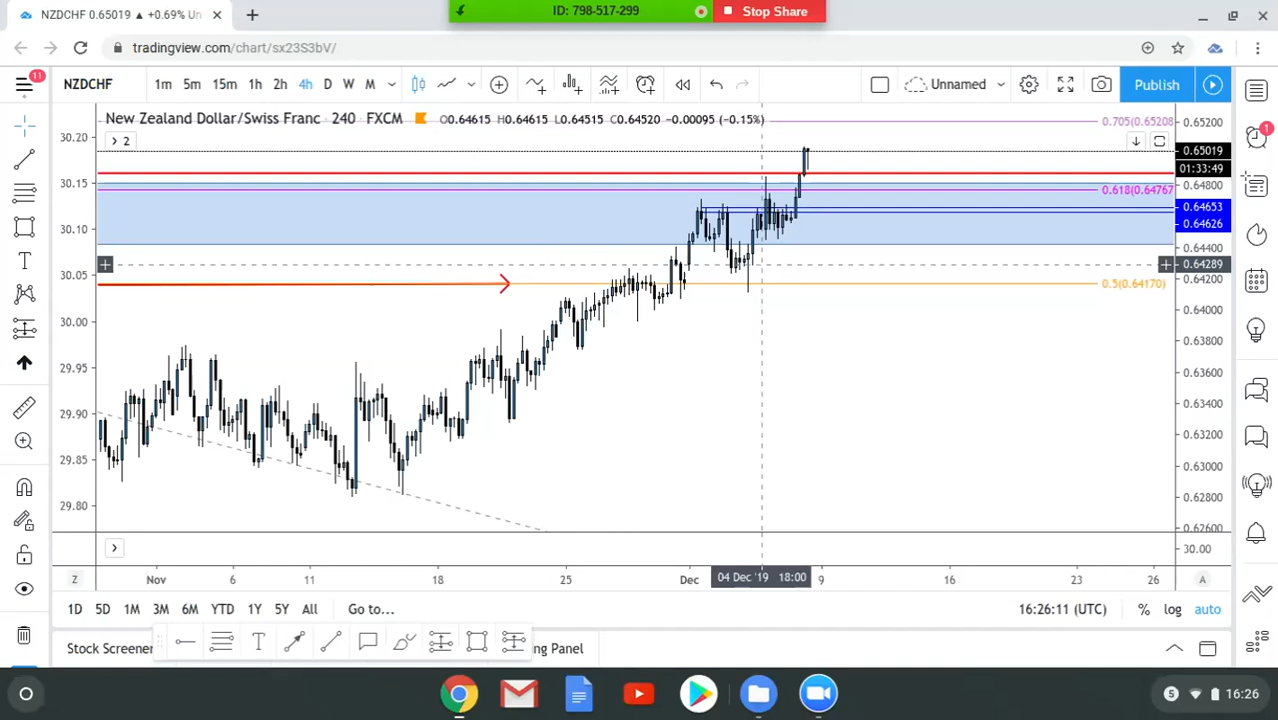 NZDCHF 0.65019 ▲ +0.69% Un
ID: 798-517-299
Stop Share
tradingview.com/chart/sx23S3bV/
11
NZDCHF
1m 5m 15m 1h 2h 4h D W M
Unnamed
Publish
New Zealand Dollar/Swiss Franc 240 FXCM
O0.64615 H0.64615 L0.64515 C0.64520 −0.00095 (−0.15%)
2
0.705(0.65208
0.618(0.64767
0.5(0.64170)
30.20
30.15
30.10
30.05
30.00
29.95
29.90
29.85
29.80
0.65200
0.65019
01:33:49
0.64800
0.64653
0.64626
0.64400
0.64289
0.64200
0.64000
0.63800
0.63600
0.63400
0.63200
0.63000
0.62800
0.62600
30.00
1
Z
Nov 6 11 18 25 Dec 04 Dec '19 18:00 9 16 23 26
A
1D 5D 1M 3M 6M YTD 1Y 5Y All Go to...
16:26:11 (UTC) % log auto
Stock Screener
ng Panel
S
16:26